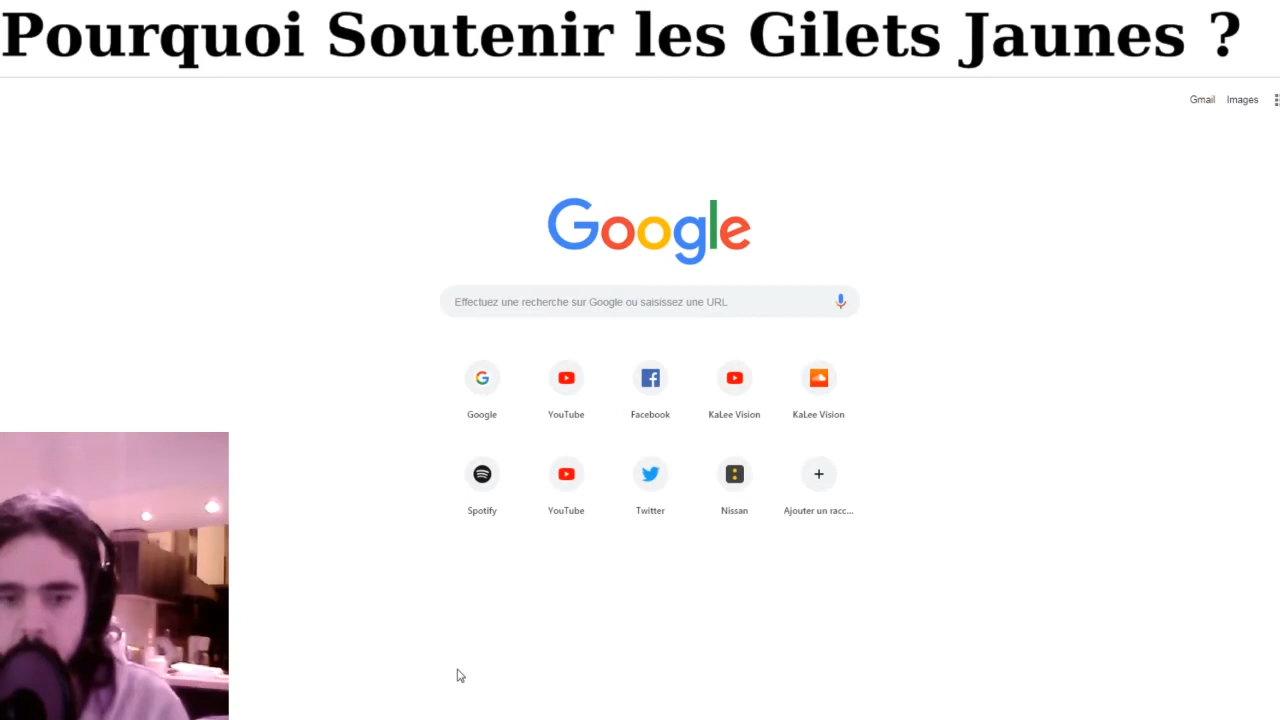 Pourquoi Soutenir les Gilets Jaunes ?
Gmail Images
Google
Effectuez une recherche sur Google ou saisissez une URL
Google YouTube Facebook KaLee Vision KaLee Vision
Spotify YouTube Twitter Nissan Ajouter un racc...